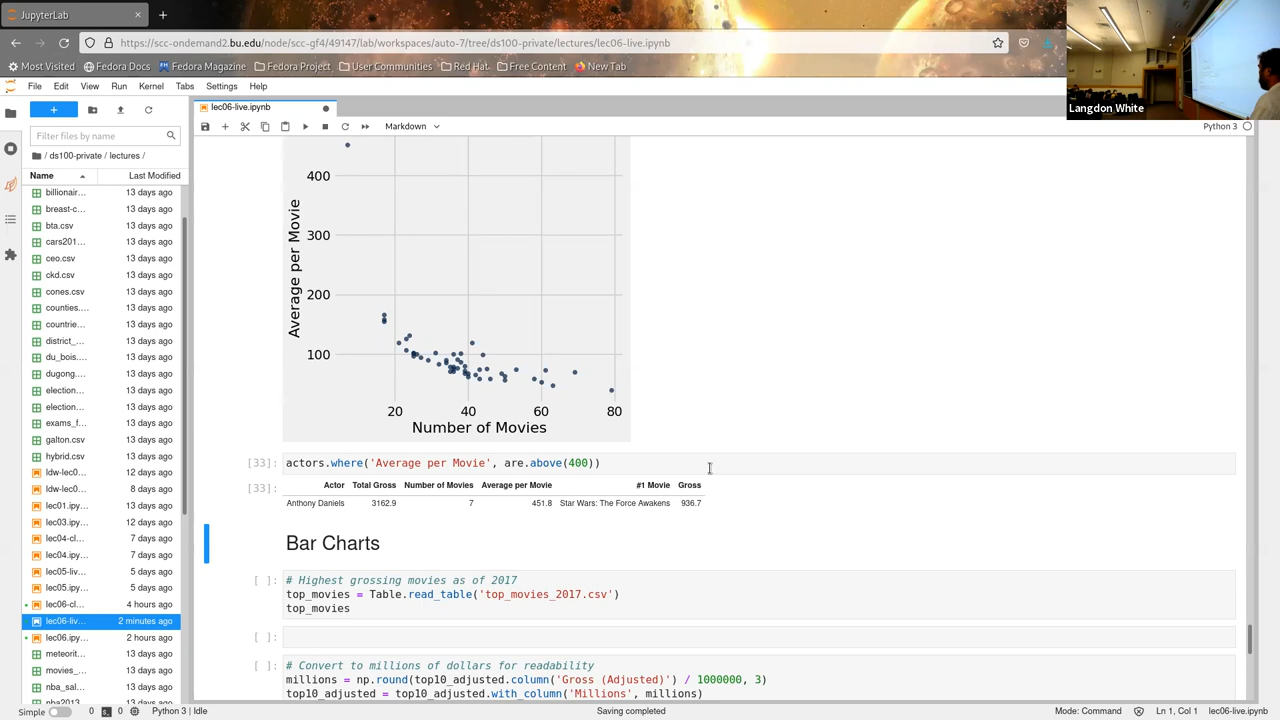 JupyterLab
https://scc-ondemand2.bu.edu/node/scc-gf4/49147/lab/workspaces/auto-7/tree/ds100-private/lectures/lec06-live.ipynb
Most Visited Fedora Docs Fedora Magazine Fedora Project User Communities Red Hat Free Content New Tab
Langdon White
File Edit View Run Kernel Tabs Settings Help
lec06-live.ipynb
Markdown
Python 3
Filter files by name
/ ds100-private / lectures /
Name Last Modified
billionair... 13 days ago
breast-c... 13 days ago
bta.csv 13 days ago
cars201... 13 days ago
ceo.csv 13 days ago
ckd.csv 13 days ago
cones.csv 13 days ago
counties.... 13 days ago
countrie... 13 days ago
district_... 13 days ago
du_bois.... 13 days ago
dugong.... 13 days ago
election... 13 days ago
election... 13 days ago
exams_f... 13 days ago
galton.csv 13 days ago
hybrid.csv 13 days ago
ldw-lec0... 13 days ago
ldw-lec0... 8 days ago
lec01.ipy... 13 days ago
lec03.ipy... 12 days ago
lec04-cl... 7 days ago
lec04.ipy... 7 days ago
lec05-liv... 5 days ago
lec05.ipy... 5 days ago
lec06-cl... 4 hours ago
lec06-liv... 2 minutes ago
lec06.ipy... 2 hours ago
meteorit... 13 days ago
movies_... 13 days ago
nba_sal... 13 days ago
nba2013 13 days ago
400
300
200
100
Average per Movie
20 40 60 80
Number of Movies
[33]: actors.where('Average per Movie', are.above(400))
[33]: Actor Total Gross Number of Movies Average per Movie #1 Movie Gross
Anthony Daniels 3162.9 7 451.8 Star Wars: The Force Awakens 936.7
Bar Charts
[ ]: # Highest grossing movies as of 2017
top_movies = Table.read_table('top_movies_2017.csv')
top_movies
[ ]:
[ ]: # Convert to millions of dollars for readability
millions = np.round(top10_adjusted.column('Gross (Adjusted)') / 1000000, 3)
top10_adjusted = top10_adjusted.with_column('Millions', millions)
Simple 0 0 Python 3 | Idle Saving completed Mode: Command Ln 1, Col 1 lec06-live.ipynb